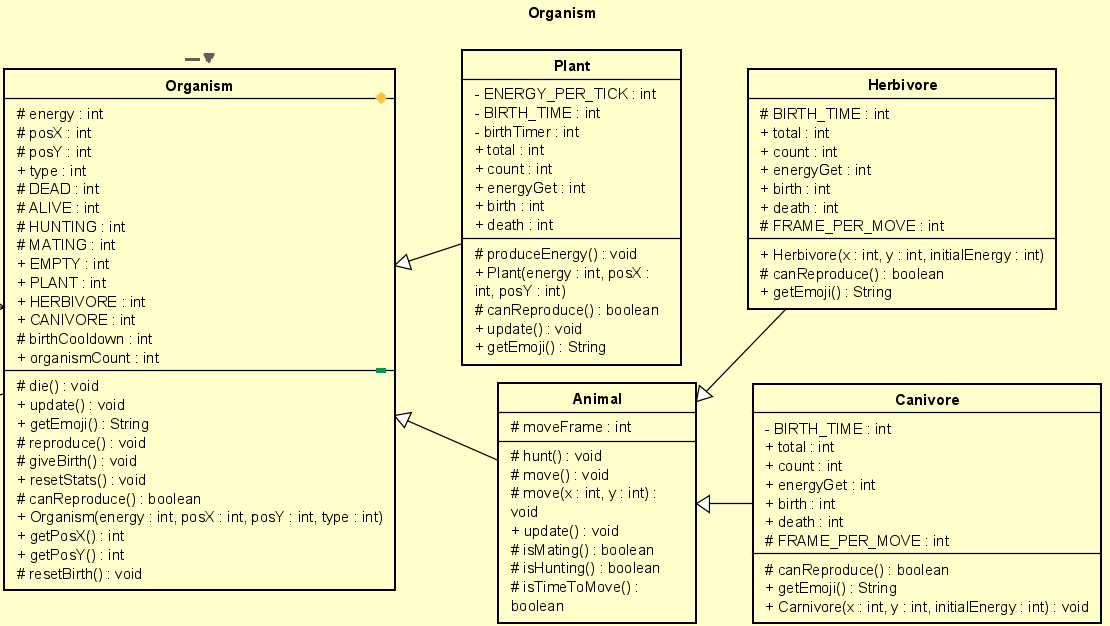 Organism
Organism
# energy : int
# posX : int
# posY : int
+ type : int
# DEAD : int
# ALIVE : int
# HUNTING : int
# MATING : int
+ EMPTY : int
+ PLANT : int
+ HERBIVORE : int
+ CANIVORE : int
# birthCooldown : int
+ organismCount : int
# die() : void
+ update() : void
+ getEmoji() : String
# reproduce() : void
# giveBirth() : void
+ resetStats() : void
# canReproduce() : boolean
+ Organism(energy : int, posX : int, posY : int, type : int)
+ getPosX() : int
+ getPosY() : int
# resetBirth() : void
Plant
- ENERGY_PER_TICK : int
- BIRTH_TIME : int
- birthTimer : int
+ total : int
+ count : int
+ energyGet : int
+ birth : int
+ death : int
# produceEnergy() : void
+ Plant(energy : int, posX :
int, posY : int)
# canReproduce() : boolean
+ update() : void
+ getEmoji() : String
Herbivore
# BIRTH_TIME : int
+ total : int
+ count : int
+ energyGet : int
+ birth : int
+ death : int
# FRAME_PER_MOVE : int
+ Herbivore(x : int, y : int, initialEnergy : int)
# canReproduce() : boolean
+ getEmoji() : String
Animal
# moveFrame : int
# hunt() : void
# move() : void
# move(x : int, y : int) :
void
+ update() : void
# isMating() : boolean
# isHunting() : boolean
# isTimeToMove() :
boolean
Canivore
- BIRTH_TIME : int
+ total : int
+ count : int
+ energyGet : int
+ birth : int
+ death : int
# FRAME_PER_MOVE : int
# canReproduce() : boolean
+ getEmoji() : String
+ Carnivore(x : int, y : int, initialEnergy : int) : void